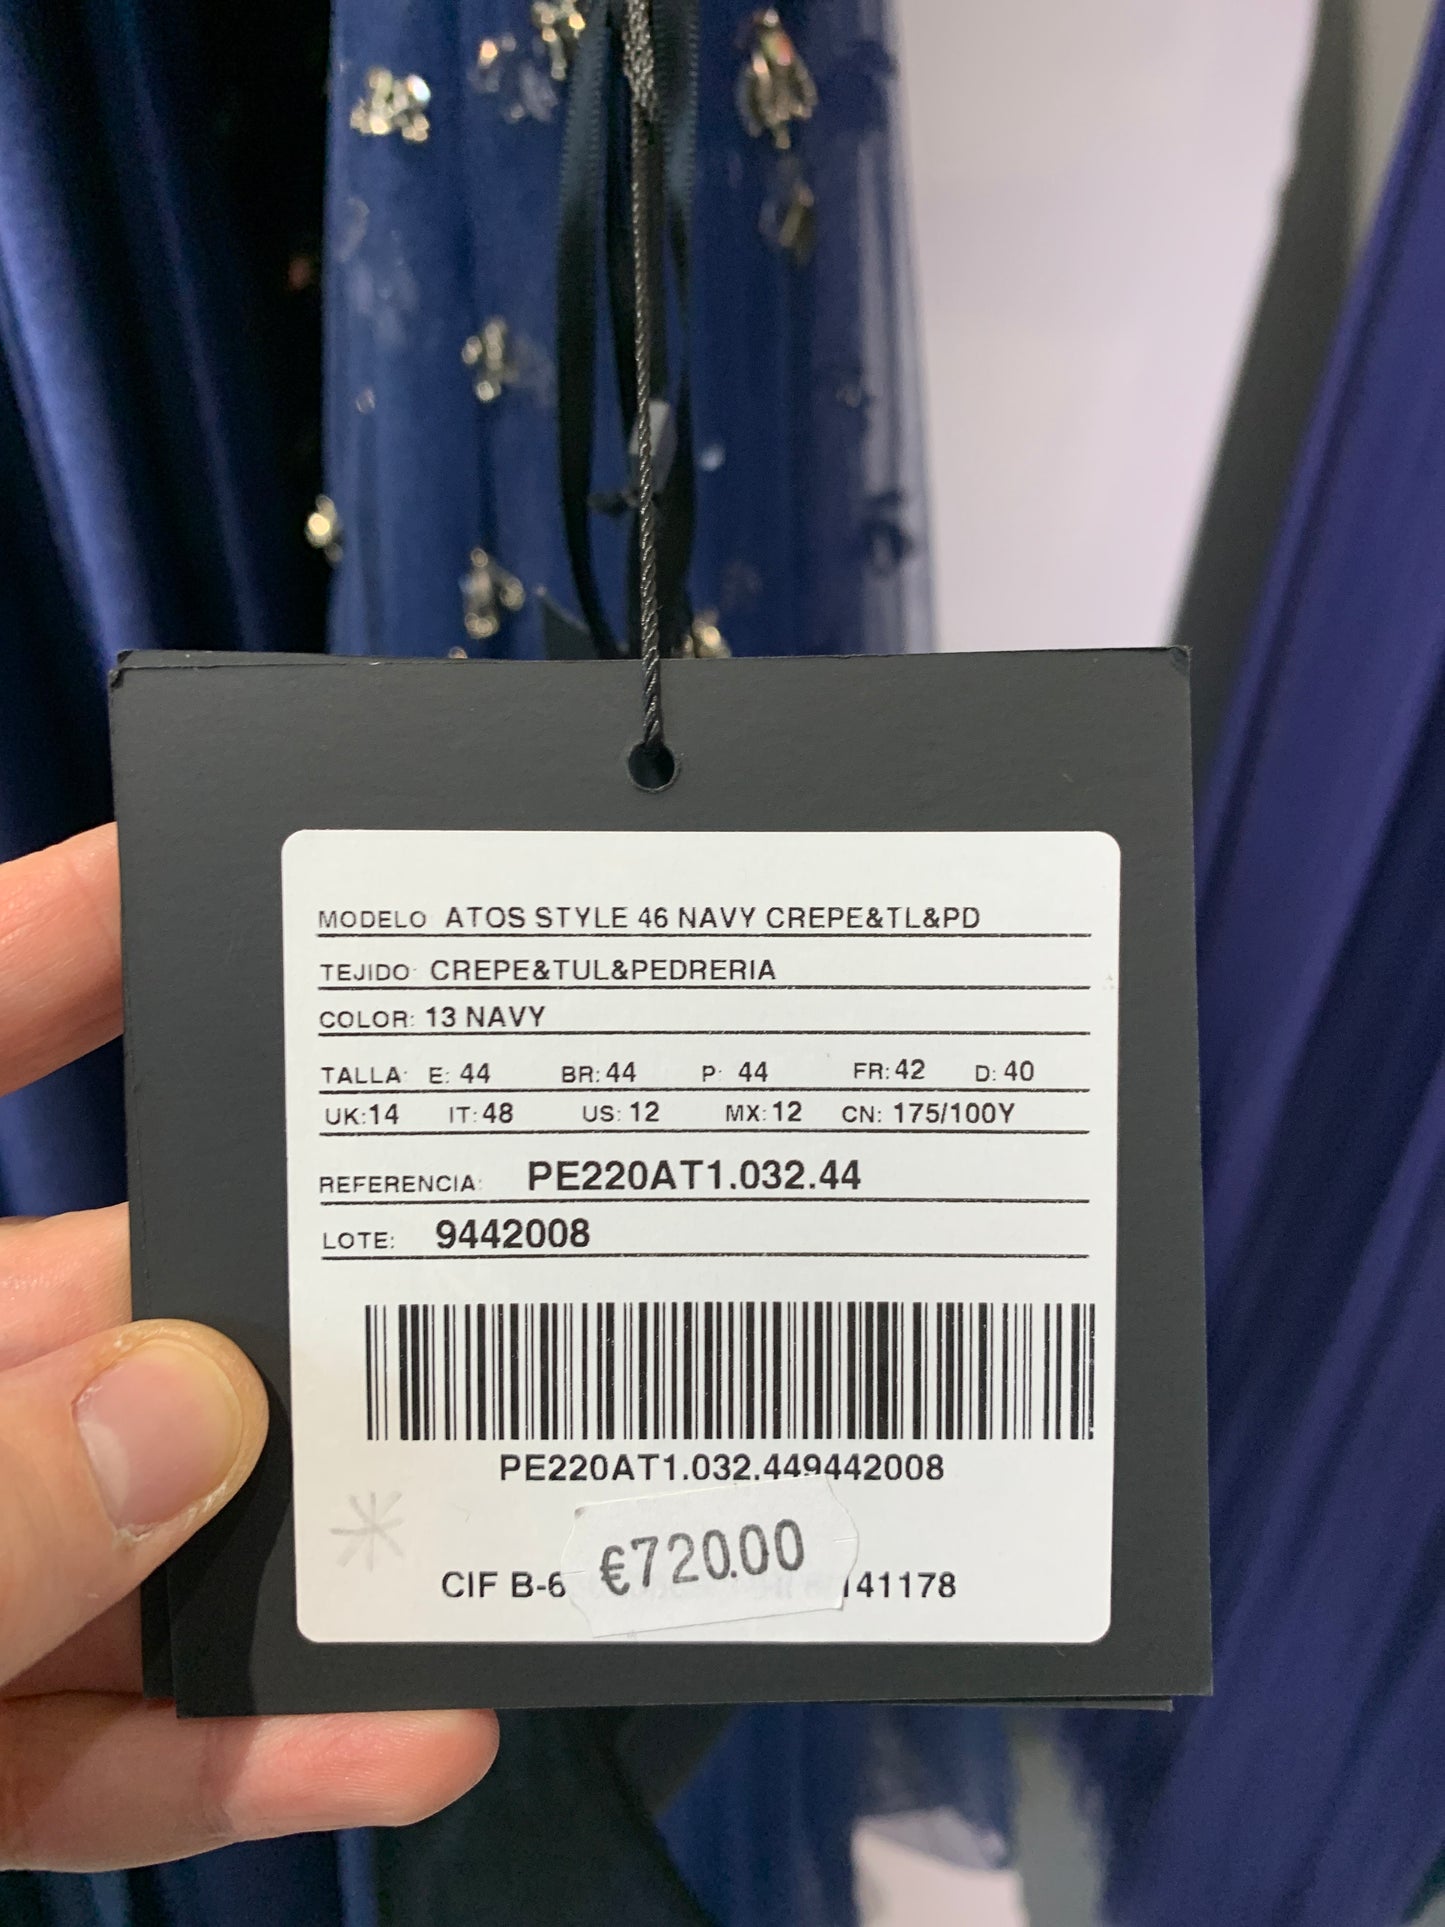 MODELO ATOS STYLE 46 NAVY CREPE&TL&PD
TEJIDO: CREPE&TUL&PEDRERIA
COLOR: 13 NAVY
TALLA: E: 44 BR: 44 P: 44 FR: 42 D: 40
UK:14 IT: 48 US: 12 MX: 12 CN: 175/100Y
REFERENCIA: PE220AT1.032.44
LOTE: 9442008
PE220AT1.032.449442008
€720.00
CIF B-6 141178